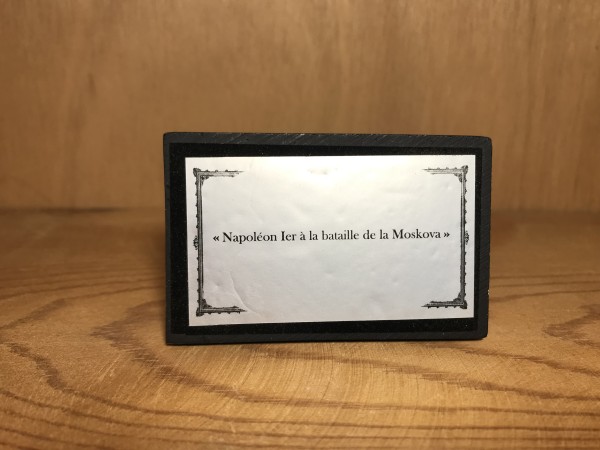 « Napoléon Ier à la bataille de la Moskova »